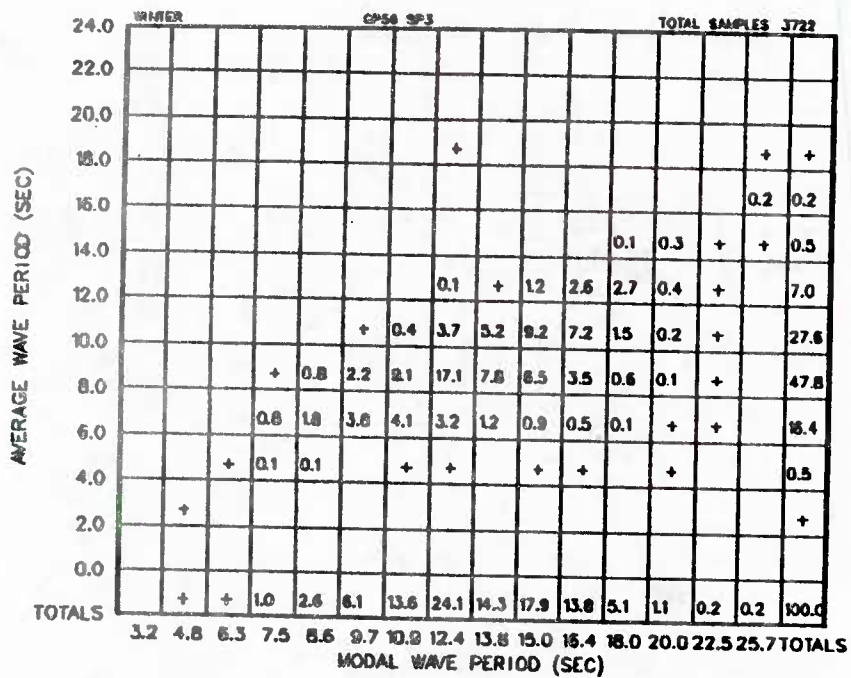 WINTER CP56 SP3 TOTAL SAMPLES 3722
24.0
22.0
20.0
18.0 + + +
16.0 0.2 0.2
14.0 0.1 0.3 + + 0.5
12.0 0.1 + 1.2 2.6 2.7 0.4 + 7.0
10.0 + 0.4 3.7 5.2 9.2 7.2 1.5 0.2 + 27.6
8.0 + 0.8 2.2 9.1 17.1 7.8 6.5 3.5 0.6 0.1 + 47.8
6.0 0.8 1.8 3.8 4.1 3.2 1.2 0.9 0.5 0.1 + + 16.4
4.0 + 0.1 0.1 + + + + + 0.5
2.0 + +
0.0
TOTALS + + 1.0 2.6 6.1 13.6 24.1 14.3 17.9 13.8 5.1 1.1 0.2 0.2 100.0
3.2 4.8 6.3 7.5 8.6 9.7 10.9 12.4 13.8 15.0 16.4 18.0 20.0 22.5 25.7 TOTALS
MODAL WAVE PERIOD (SEC)
AVERAGE WAVE PERIOD (SEC)